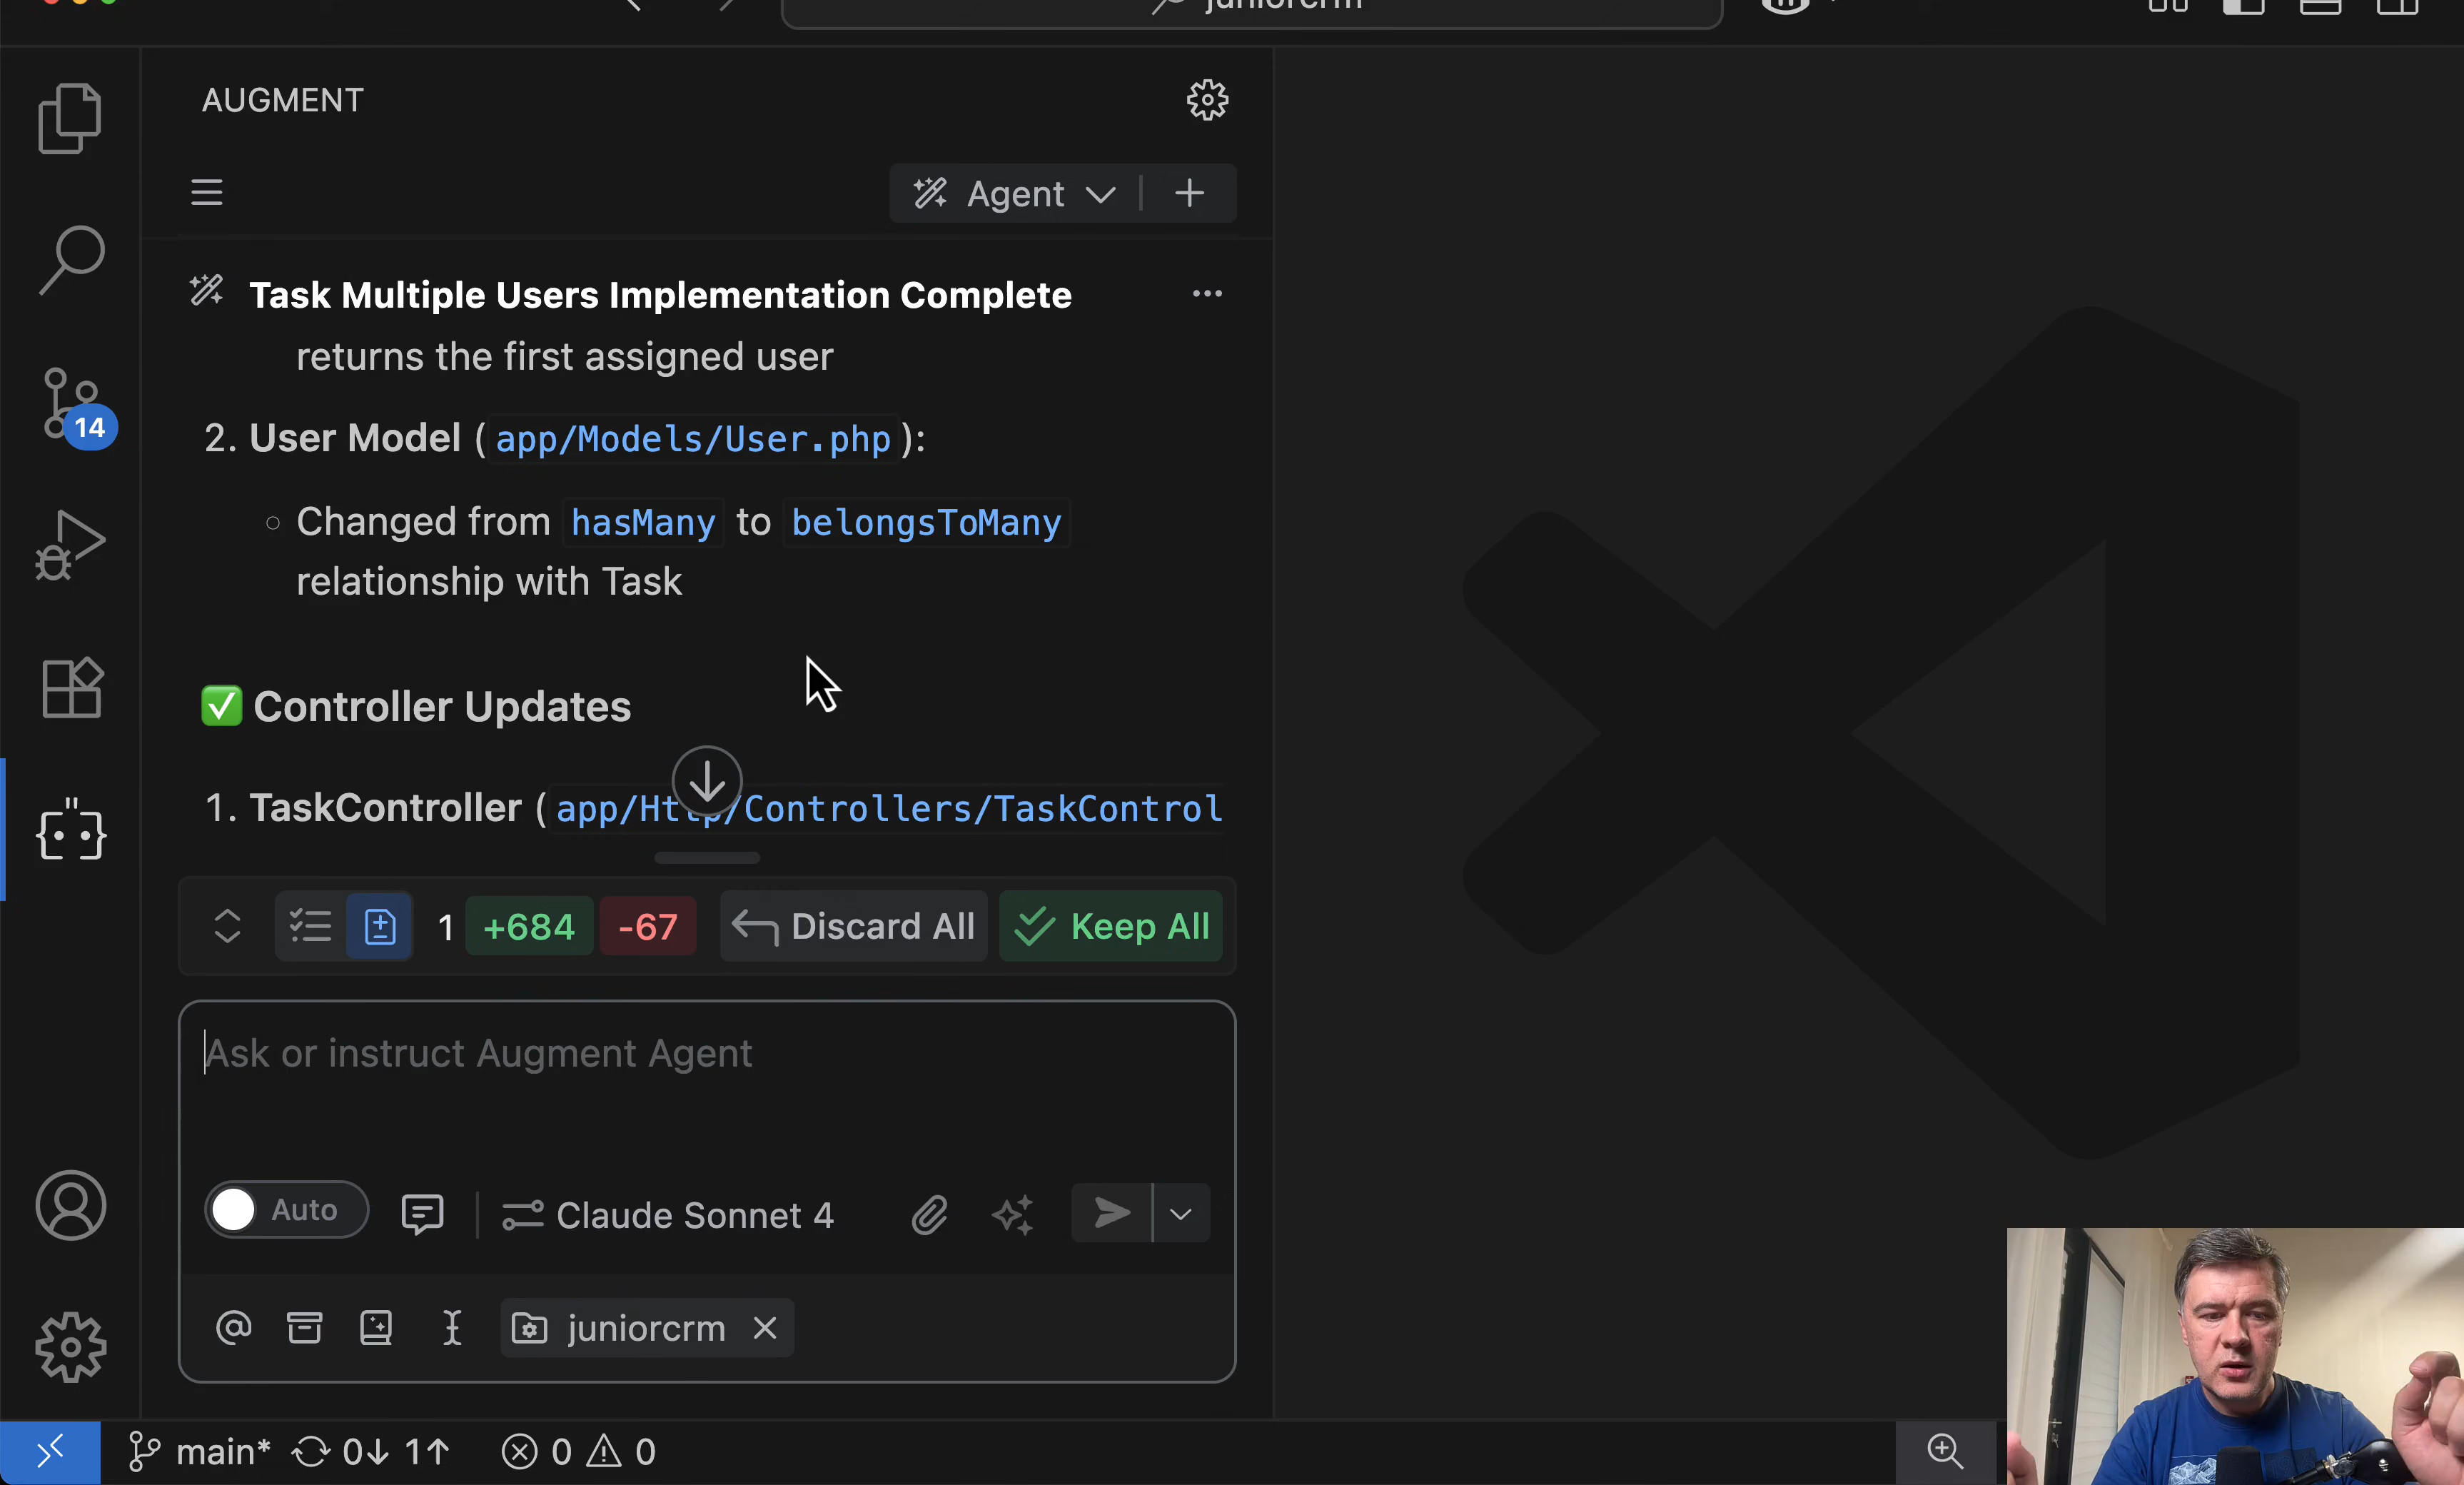 juniorcrm
AUGMENT
Agent
Task Multiple Users Implementation Complete
returns the first assigned user
2. User Model (app/Models/User.php):
Changed from hasMany to belongsToMany
relationship with Task
14
✅ Controller Updates
1. TaskController (app/Http/Controllers/TaskControl
1 +684 -67 Discard All Keep All
Ask or instruct Augment Agent
Auto Claude Sonnet 4
@ juniorcrm
main* 0↓ 1↑ 0 0